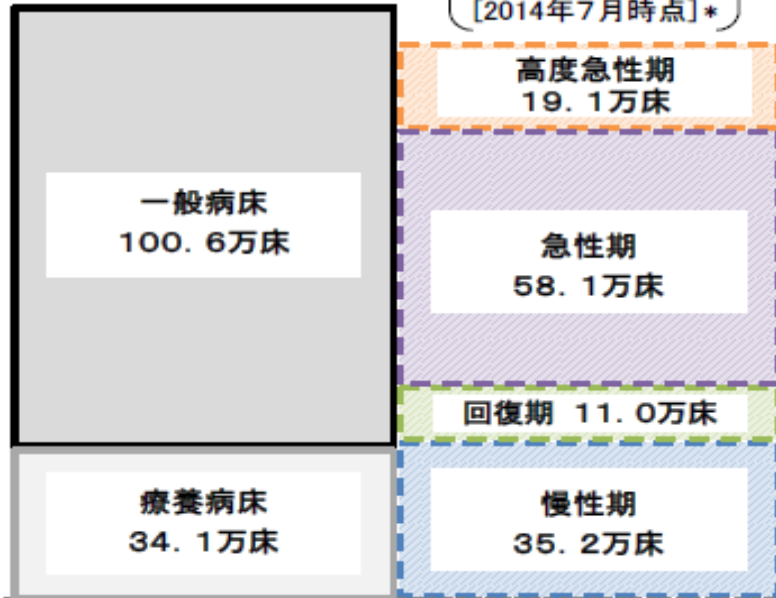 [2014年7月時点]*
高度急性期
19.1万床
一般病床
100.6万床
急性期
58.1万床
回復期 11.0万床
療養病床
34.1万床
慢性期
35.2万床